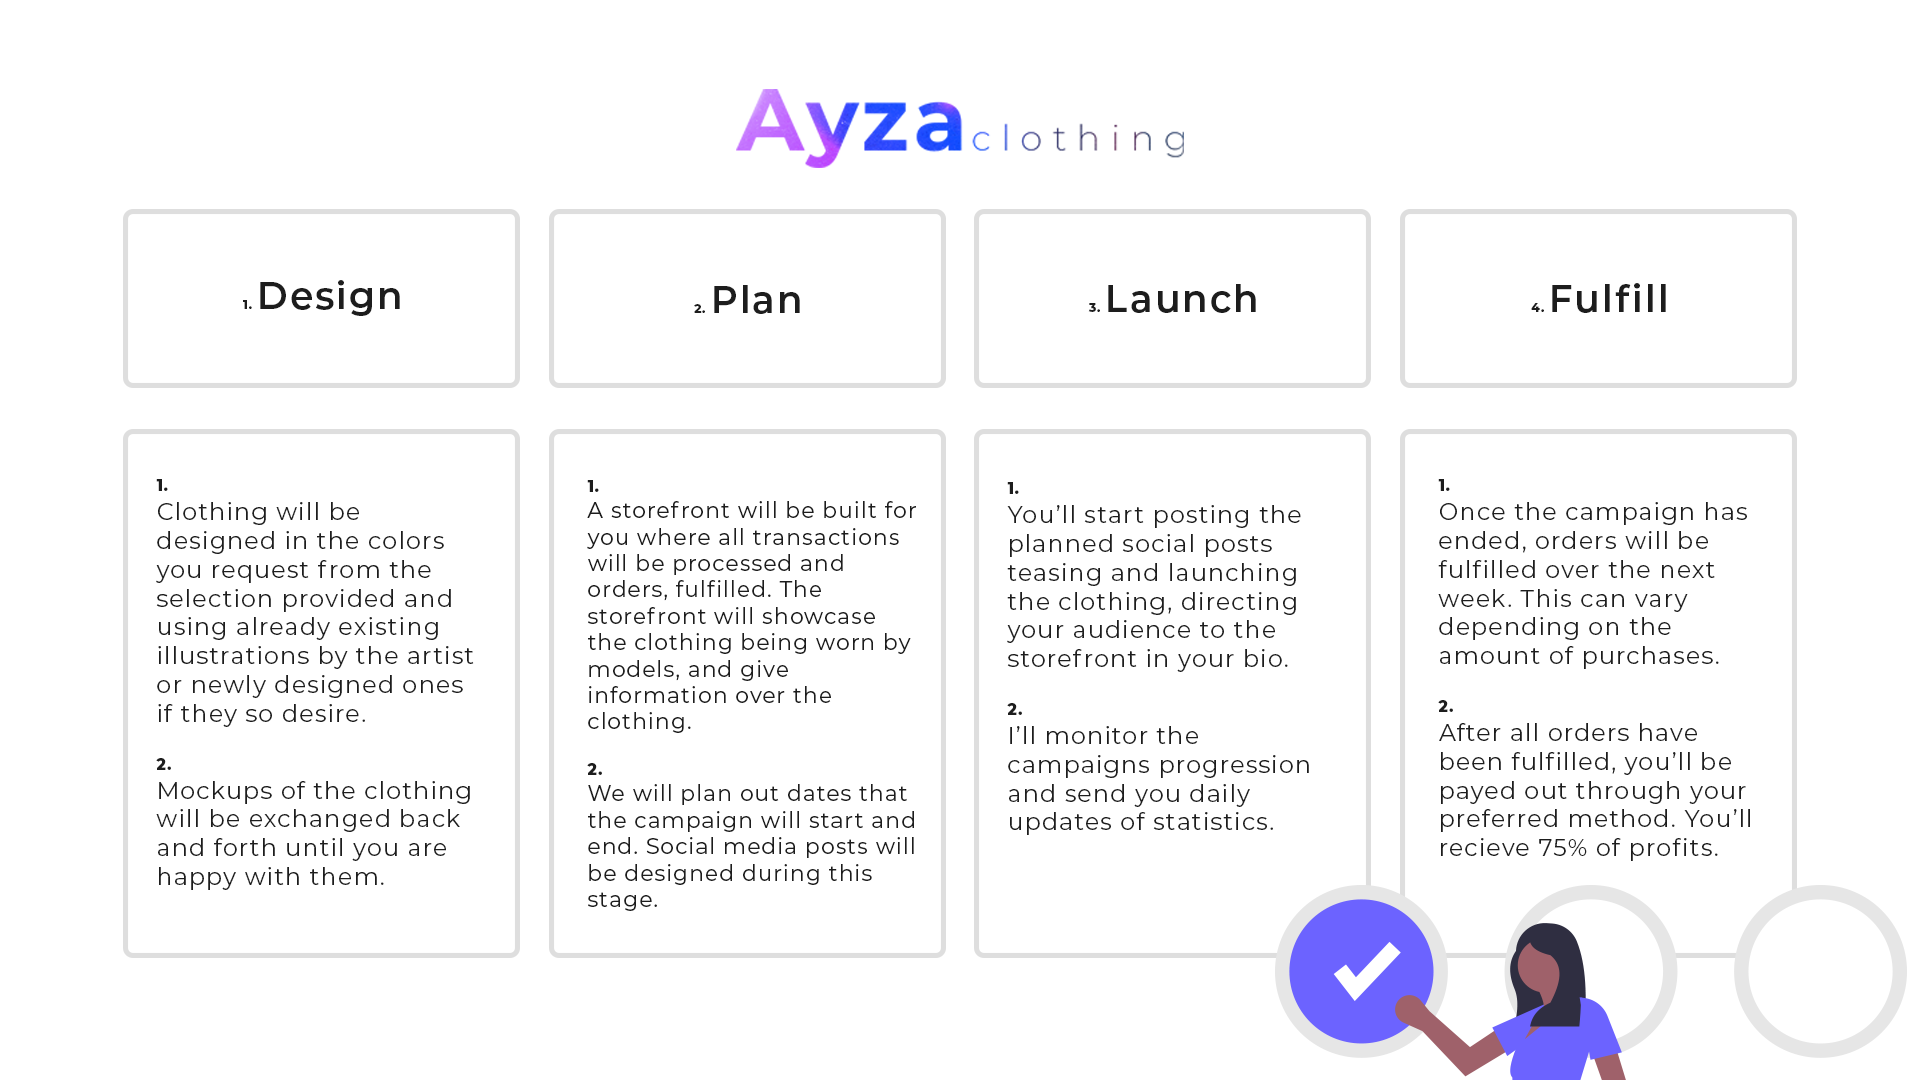 Ayza clothing
1. Design
2. Plan
3. Launch
4. Fulfill
1.
Clothing will be
designed in the colors
you request from the
selection provided and
using already existing
illustrations by the artist
or newly designed ones
if they so desire.
2.
Mockups of the clothing
will be exchanged back
and forth until you are
happy with them.
1.
A storefront will be built for
you where all transactions
will be processed and
orders, fulfilled. The
storefront will showcase
the clothing being worn by
models, and give
information over the
clothing.
2.
We will plan out dates that
the campaign will start and
end. Social media posts will
be designed during this
stage.
1.
You’ll start posting the
planned social posts
teasing and launching
the clothing, directing
your audience to the
storefront in your bio.
2.
I’ll monitor the
campaigns progression
and send you daily
updates of statistics.
1.
Once the campaign has
ended, orders will be
fulfilled over the next
week. This can vary
depending on the
amount of purchases.
2.
After all orders have
been fulfilled, you’ll be
payed out through your
preferred method. You’ll
recieve 75% of profits.